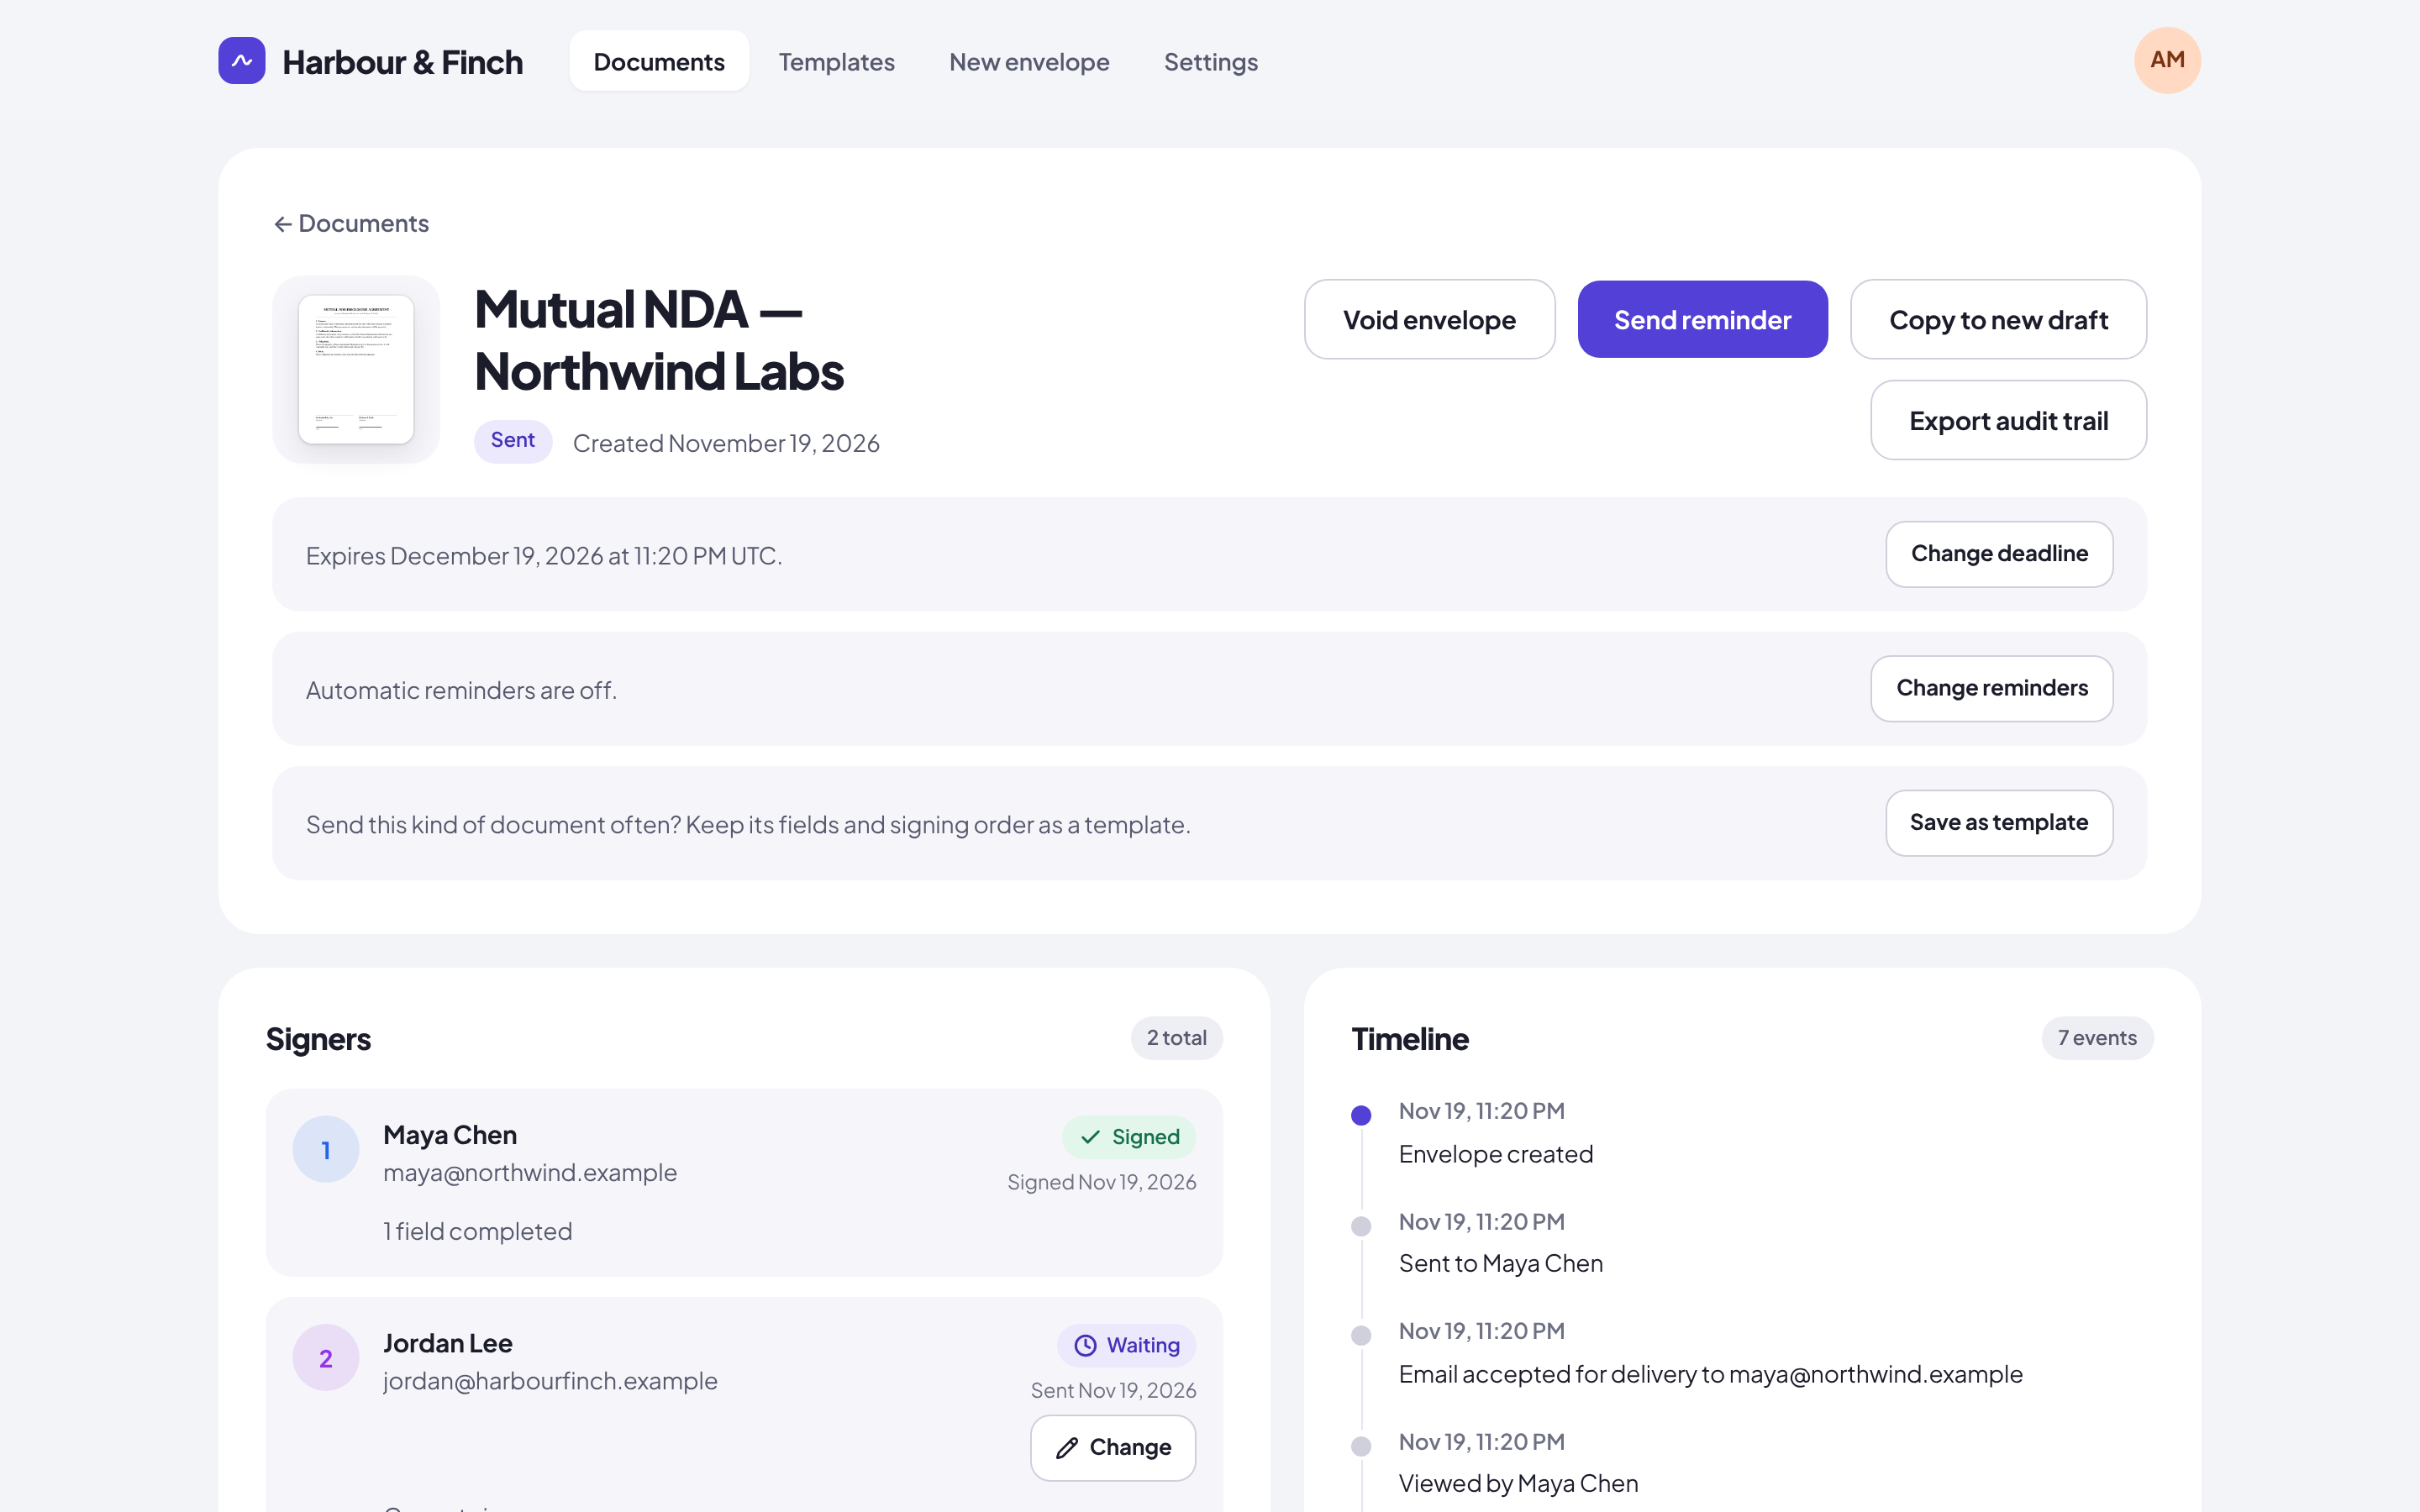 Harbour & Finch
Documents
Templates
New envelope
Settings
AM
← Documents
MUTUAL NON-DISCLOSURE AGREEMENT
Mutual NDA —
Northwind Labs
Sent
Created November 19, 2026
Void envelope
Send reminder
Copy to new draft
Export audit trail
Expires December 19, 2026 at 11:20 PM UTC.
Change deadline
Automatic reminders are off.
Change reminders
Send this kind of document often? Keep its fields and signing order as a template.
Save as template
Signers
2 total
1
Maya Chen
maya@northwind.example
Signed
Signed Nov 19, 2026
1 field completed
2
Jordan Lee
jordan@harbourfinch.example
Waiting
Sent Nov 19, 2026
Change
Timeline
7 events
Nov 19, 11:20 PM
Envelope created
Nov 19, 11:20 PM
Sent to Maya Chen
Nov 19, 11:20 PM
Email accepted for delivery to maya@northwind.example
Nov 19, 11:20 PM
Viewed by Maya Chen